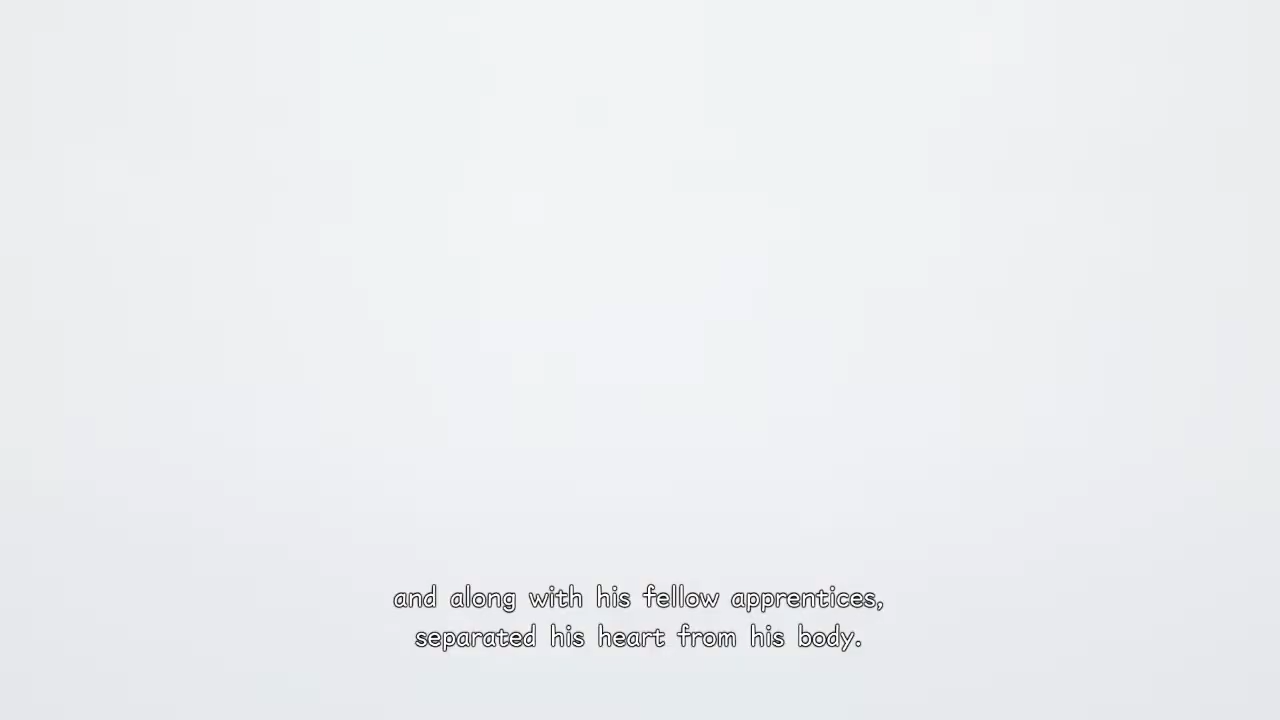 and along with his fellow apprentices,
separated his heart from his body.